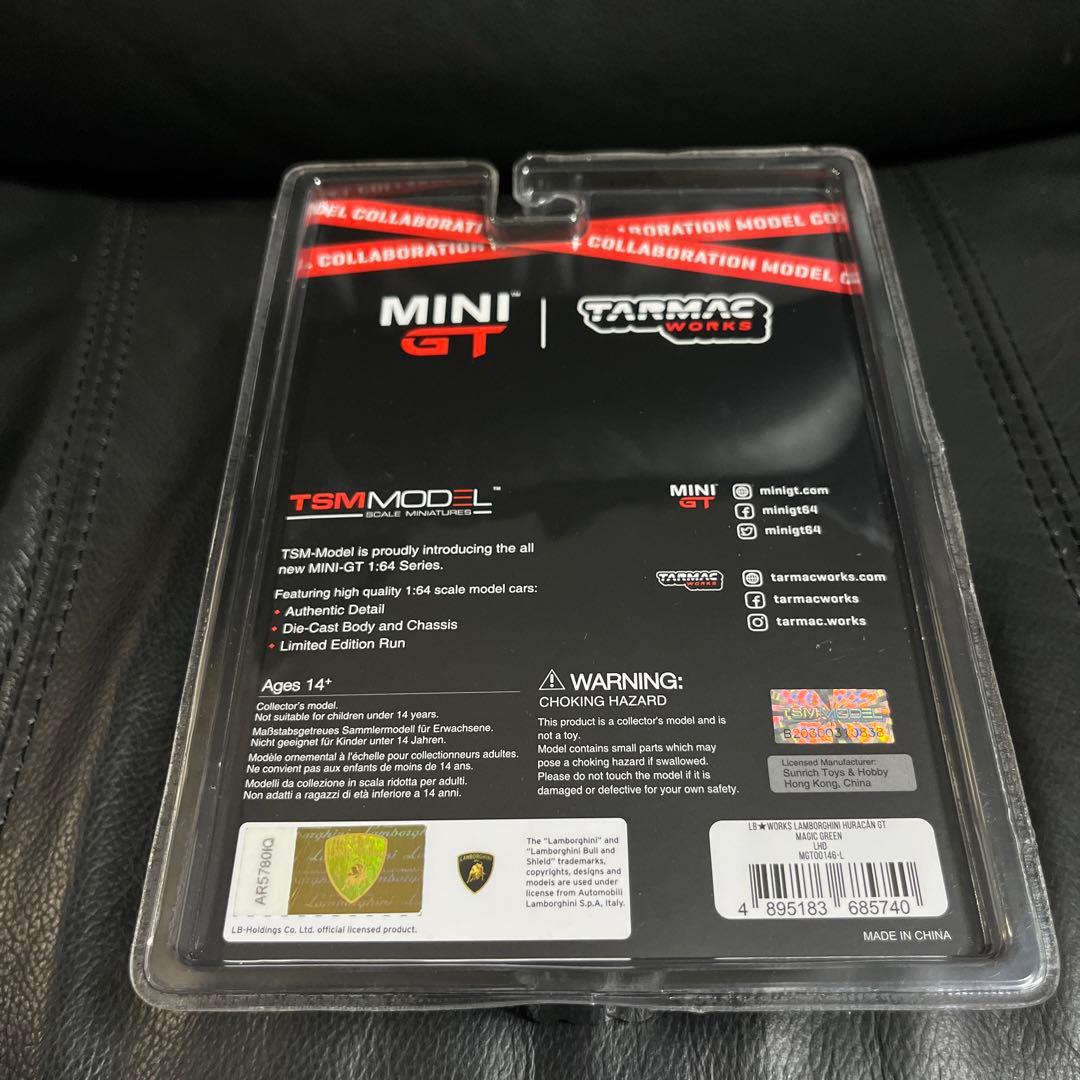 DEL COLLABORATI
. COLLABORATION
ABORATION MODEL CO
COLLABORATION MODEL C
MINI™
GT
TARMAC
WORKS
TSMMODEL™
SCALE MINIATURES
TSM-Model is proudly introducing the all
new MINI-GT 1:64 Series.
Featuring high quality 1:64 scale model cars:
• Authentic Detail
• Die-Cast Body and Chassis
• Limited Edition Run
MINI
GT
minigt.com
minigt64
minigt64
TARMAC
WORKS
tarmacworks.com
tarmacworks
tarmac.works
Ages 14+
Collector's model.
Not suitable for children under 14 years.
Maßstabsgetreues Sammlermodell für Erwachsene.
Nicht geeignet für Kinder unter 14 Jahren.
Modèle ornemental à l'échelle pour collectionneurs adultes.
Ne convient pas aux enfants de moins de 14 ans.
Modelli da collezione in scala ridotta per adulti.
Non adatti a ragazzi di età inferiore a 14 anni.
⚠ WARNING:
CHOKING HAZARD
This product is a collector's model and is
not a toy.
Model contains small parts which may
pose a choking hazard if swallowed.
Please do not touch the model if it is
damaged or defective for your own safety.
TSM-MODEL
B20300310838
Licensed Manufacturer:
Sunrich Toys & Hobby
Hong Kong, China
AR5780IQ
LAMBORGHINI
The "Lamborghini" and
"Lamborghini Bull and
Shield" trademarks,
copyrights, designs and
models are used under
license from Automobili
Lamborghini S.p.A, Italy.
LB-Holdings Co. Ltd. official licensed product.
LB★WORKS LAMBORGHINI HURACÁN GT
MAGIC GREEN
LHD
MGT00146-L
4 895183 685740
MADE IN CHINA